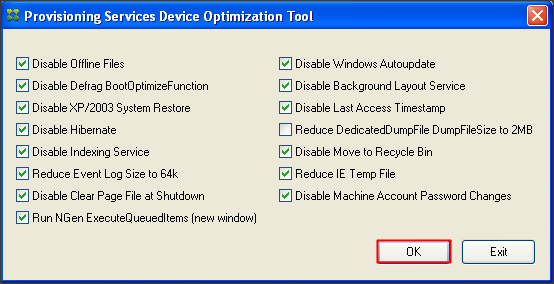 Provisioning Services Device Optimization Tool
Disable Offline Files
Disable Defrag BootOptimizeFunction
Disable XP/2003 System Restore
Disable Hibernate
Disable Indexing Service
Reduce Event Log Size to 64k
Disable Clear Page File at Shutdown
Run NGen ExecuteQueuedItems (new window)
Disable Windows Autoupdate
Disable Background Layout Service
Disable Last Access Timestamp
Reduce DedicatedDumpFile DumpFileSize to 2MB
Disable Move to Recycle Bin
Reduce IE Temp File
Disable Machine Account Password Changes
OK
Exit